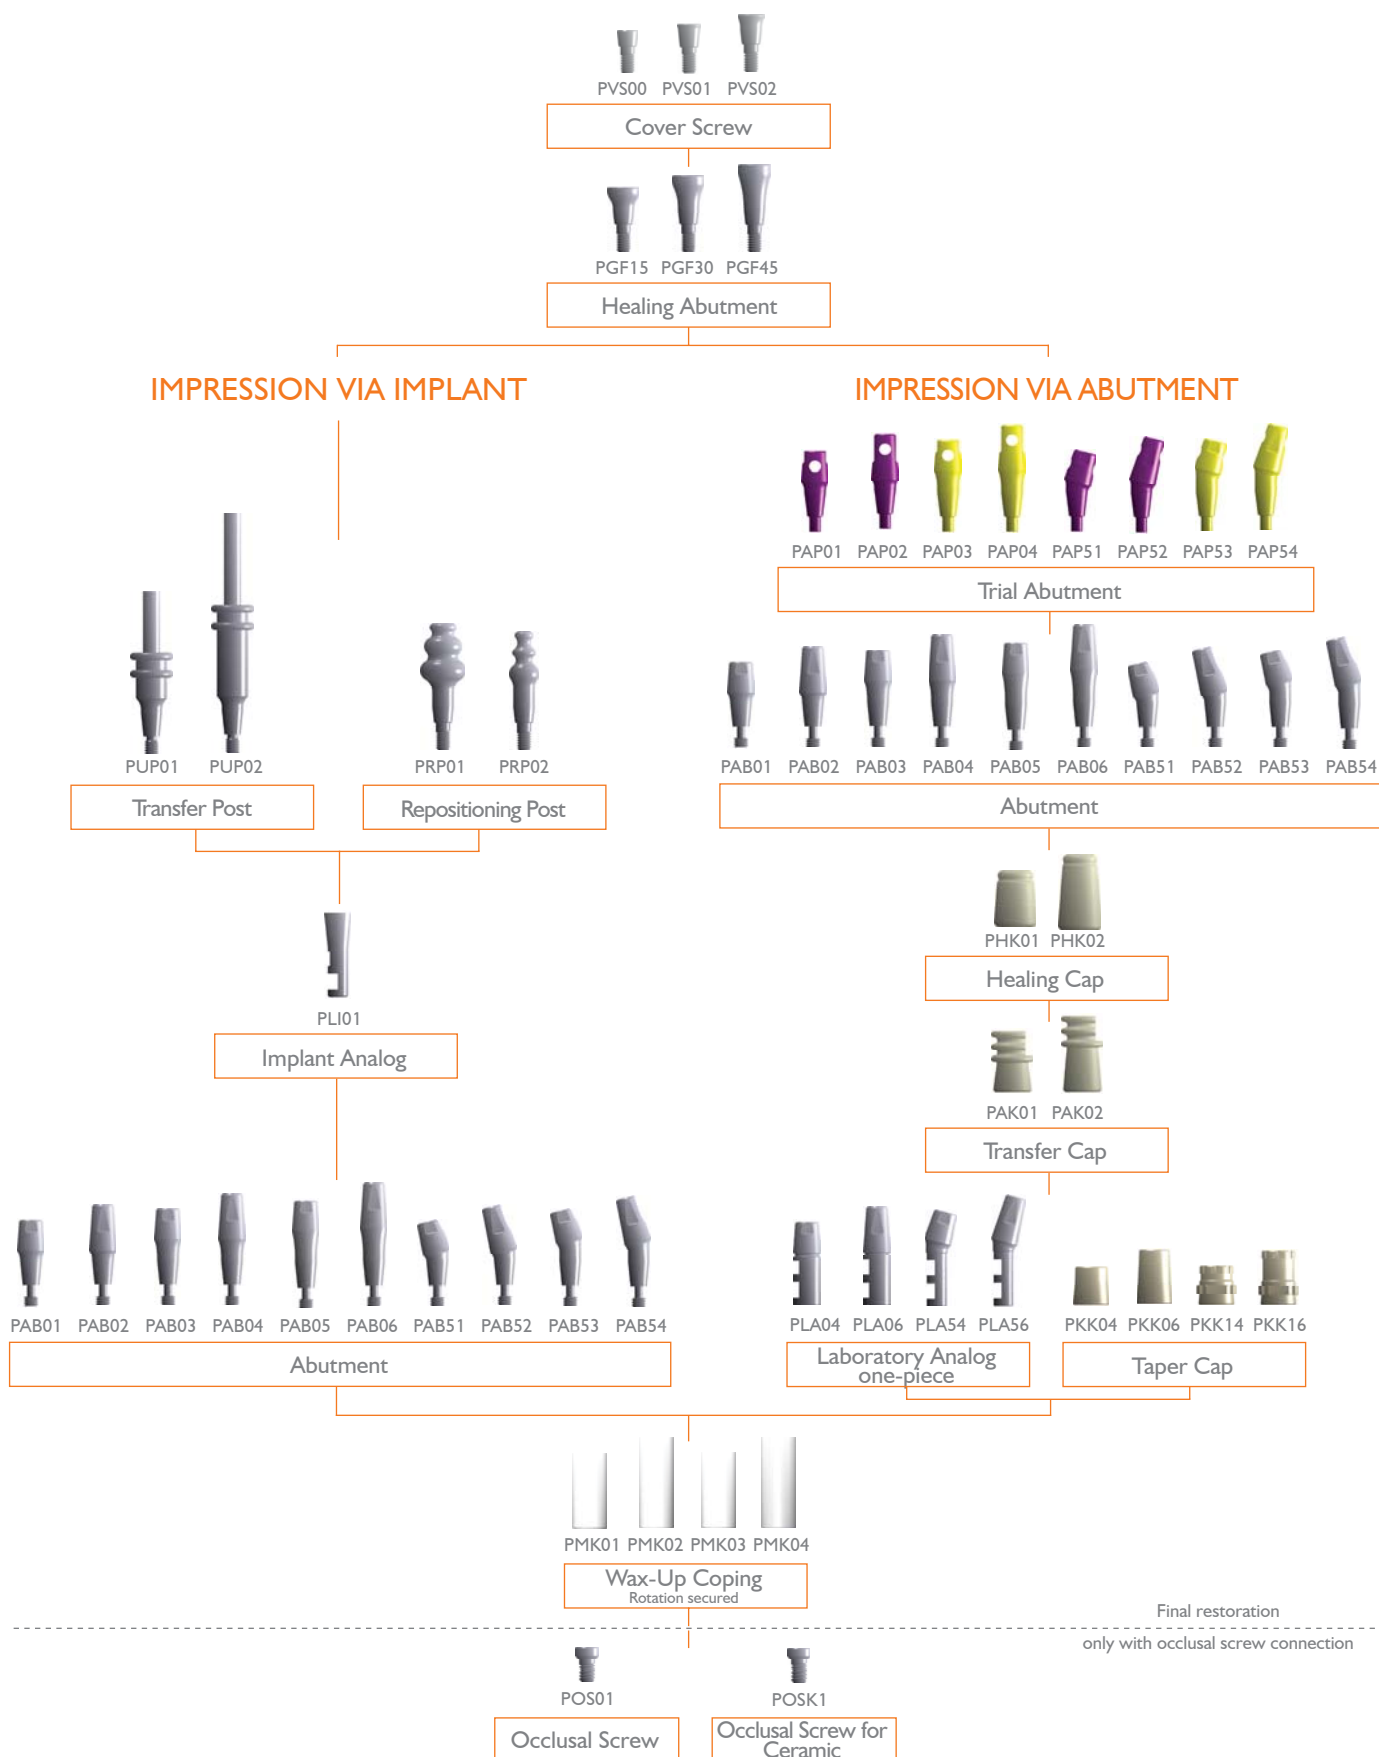 PVS00 PVS01 PVS02
Cover Screw
PGF15 PGF30 PGF45
Healing Abutment
IMPRESSION VIA IMPLANT
IMPRESSION VIA ABUTMENT
PAP01 PAP02 PAP03 PAP04 PAP51 PAP52 PAP53 PAP54
Trial Abutment
PUP01 PUP02
PRP01 PRP02
PAB01 PAB02 PAB03 PAB04 PAB05 PAB06 PAB51 PAB52 PAB53 PAB54
Transfer Post
Repositioning Post
Abutment
PHK01 PHK02
Healing Cap
PLI01
Implant Analog
PAK01 PAK02
Transfer Cap
PAB01 PAB02 PAB03 PAB04 PAB05 PAB06 PAB51 PAB52 PAB53 PAB54
Abutment
PLA04 PLA06 PLA54 PLA56
Laboratory Analog
one-piece
PKK04 PKK06 PKK14 PKK16
Taper Cap
PMK01 PMK02 PMK03 PMK04
Wax-Up Coping
Rotation secured
Final restoration
only with occlusal screw connection
POS01
Occlusal Screw
POSK1
Occlusal Screw for
Ceramic